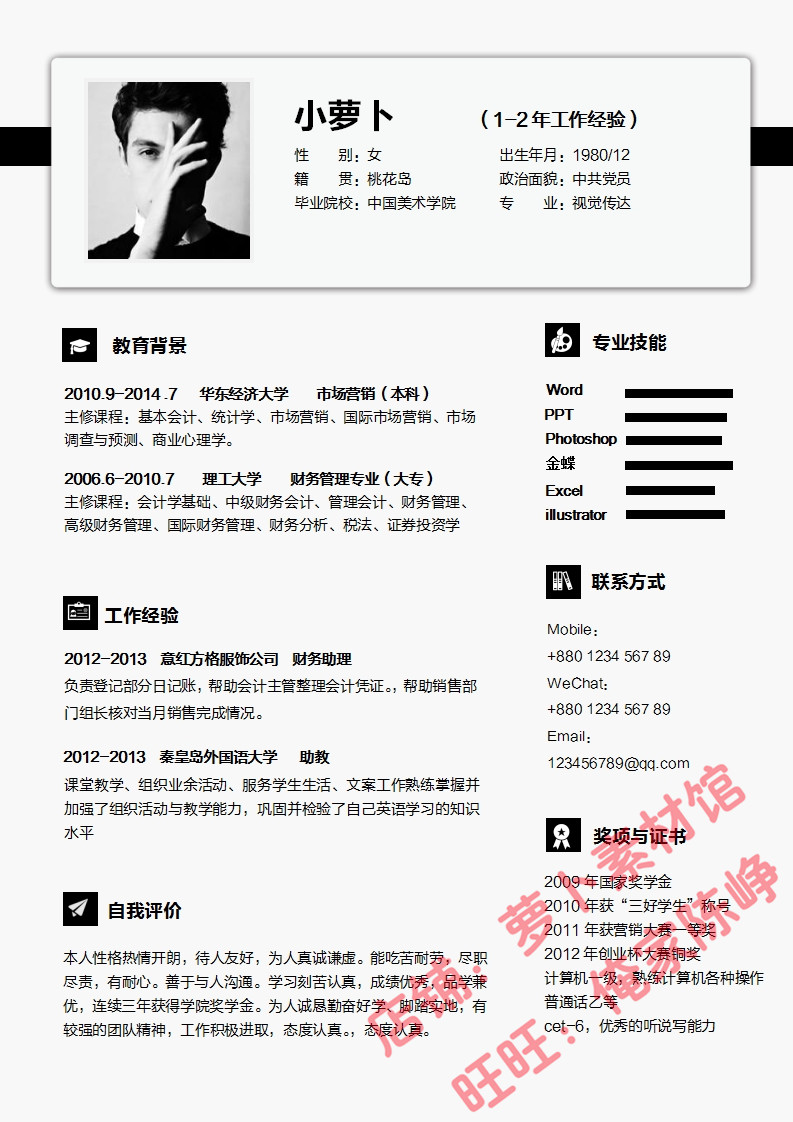 小萝卜 （1-2年工作经验）
性　　别：女 出生年月：1980/12
籍　　贯：桃花岛 政治面貌：中共党员
毕业院校：中国美术学院 专　　业：视觉传达
教育背景
2010.9-2014.7 华东经济大学 市场营销（本科）
主修课程：基本会计、统计学、市场营销、国际市场营销、市场
调查与预测、商业心理学。
2006.6-2010.7 理工大学 财务管理专业（大专）
主修课程：会计学基础、中级财务会计、管理会计、财务管理、
高级财务管理、国际财务管理、财务分析、税法、证券投资学
工作经验
2012-2013 意红方格服饰公司 财务助理
负责登记部分日记账，帮助会计主管整理会计凭证。，帮助销售部
门组长核对当月销售完成情况。
2012-2013 秦皇岛外国语大学 助教
课堂教学、组织业余活动、服务学生生活、文案工作熟练掌握并
加强了组织活动与教学能力，巩固并检验了自己英语学习的知识
水平
自我评价
本人性格热情开朗，待人友好，为人真诚谦虚。能吃苦耐劳，尽职
尽责，有耐心。善于与人沟通。学习刻苦认真，成绩优秀，品学兼
优，连续三年获得学院奖学金。为人诚恳勤奋好学、脚踏实地，有
较强的团队精神，工作积极进取，态度认真。，态度认真。
专业技能
Word
PPT
Photoshop
金蝶
Excel
illustrator
联系方式
Mobile：
+880 1234 567 89
WeChat：
+880 1234 567 89
Email：
123456789@qq.com
奖项与证书
2009 年国家奖学金
2010 年获“三好学生”称号
2011 年获营销大赛一等奖
2012 年创业杯大赛铜奖
计算机一级，熟练计算机各种操作
普通话乙等
cet-6，优秀的听说写能力
店铺：萝卜素材馆
旺旺：俺家陈峥